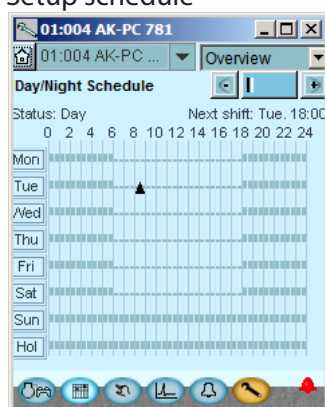 Setup schedule
01:004 AK-PC 781
01:004 AK-PC ... Overview
Day/Night Schedule
Status: Day Next shift: Tue. 18:00
0 2 4 6 8 10 12 14 16 18 20 22 24
Mon
Tue
Wed
Thu
Fri
Sat
Sun
Hol